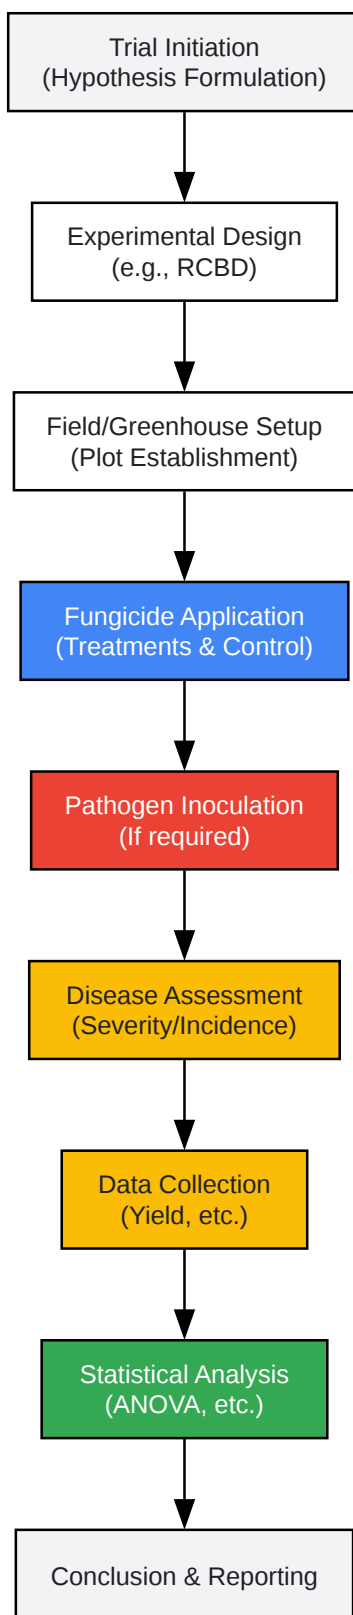 Trial Initiation
(Hypothesis Formulation)
Experimental Design
(e.g., RCBD)
Field/Greenhouse Setup
(Plot Establishment)
Fungicide Application
(Treatments & Control)
Pathogen Inoculation
(If required)
Disease Assessment
(Severity/Incidence)
Data Collection
(Yield, etc.)
Statistical Analysis
(ANOVA, etc.)
Conclusion & Reporting